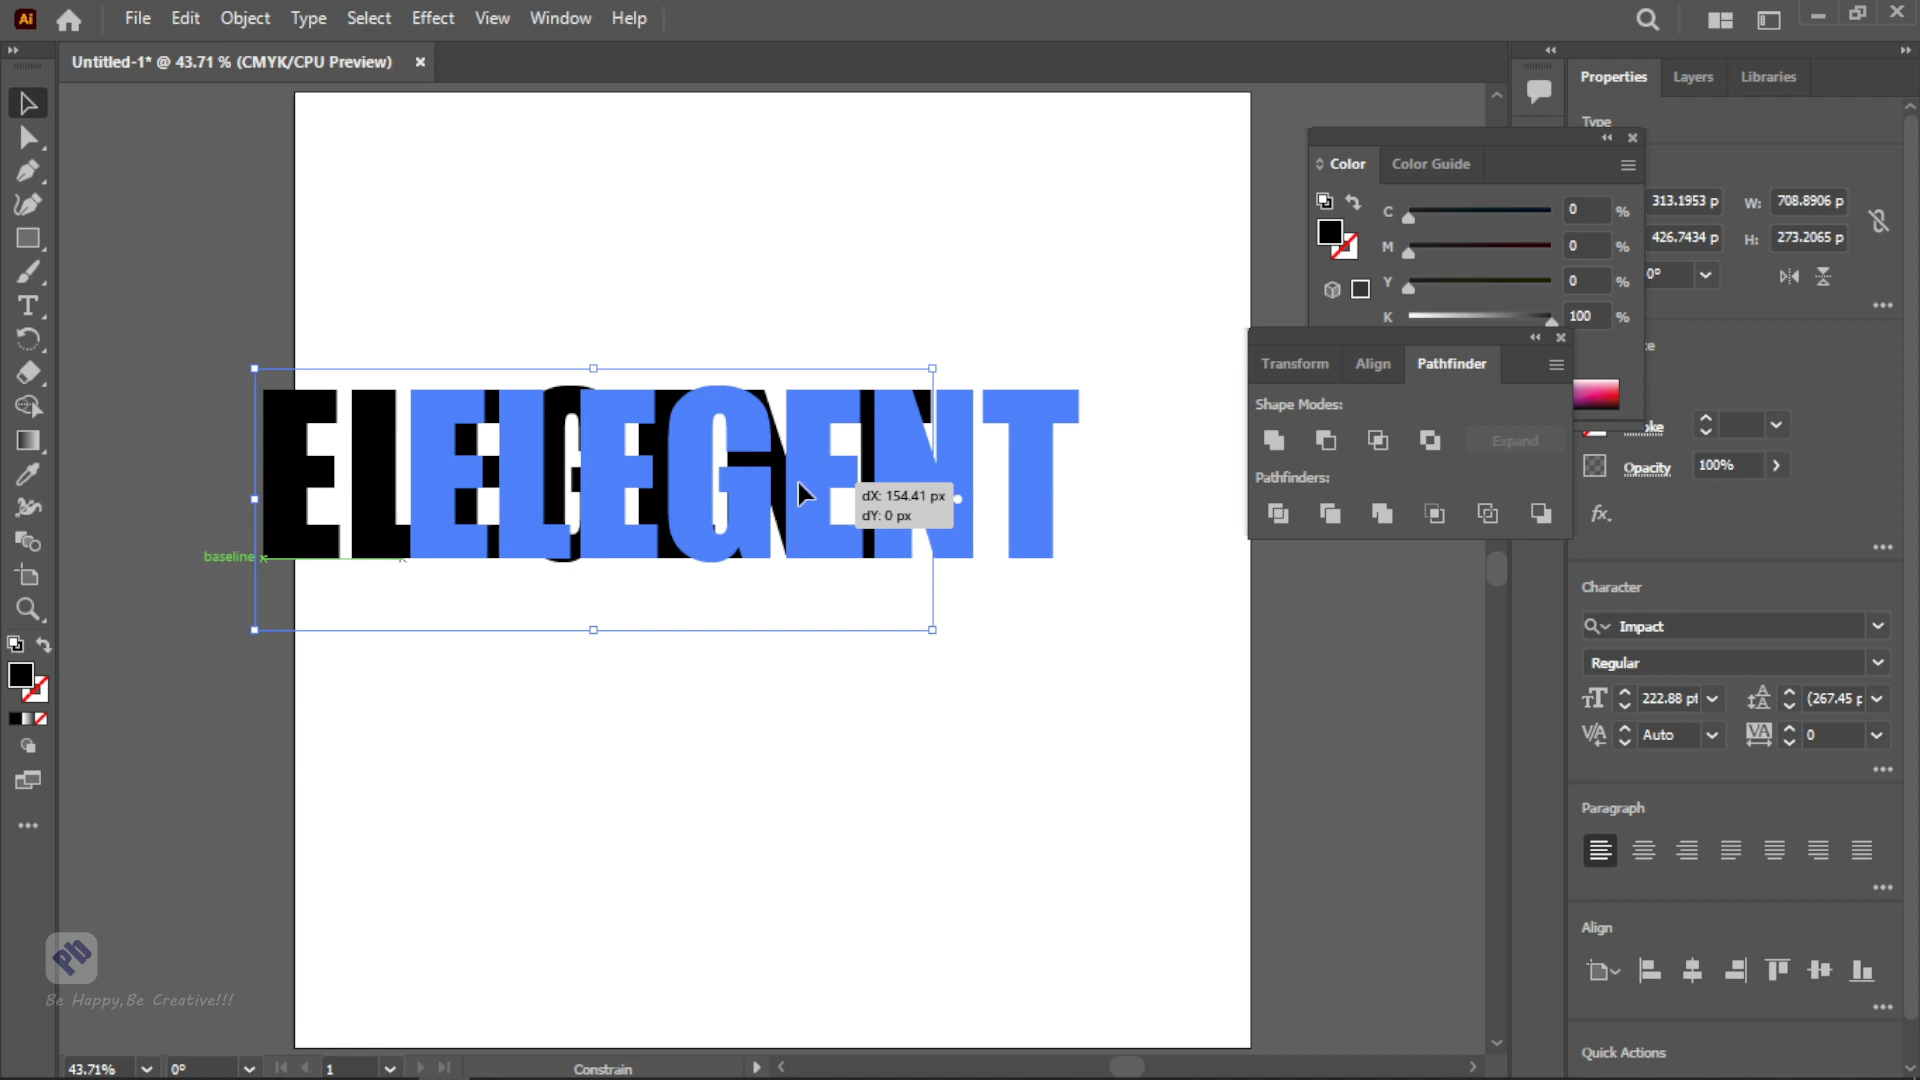 Ai File Edit Object Type Select Effect View Window Help
Untitled-1* @ 43.71 % (CMYK/CPU Preview) ×
Properties Layers Libraries
Type
313.1953 p W: 708.8906 p
426.7434 p H: 273.2065 p
0°
Color Color Guide
C 0 %
M 0 %
Y 0 %
K 100 %
Transform Align Pathfinder
Shape Modes:
Expand
Pathfinders:
Opacity 100%
fx.
ELEGENT
dX: 154.41 px
dY: 0 px
baseline
Character
Impact
Regular
222.88 pt (267.45 p
Auto 0
Paragraph
Align
Quick Actions
Pb
Be Happy,Be Creative!!!
43.71% 0° 1 Constrain